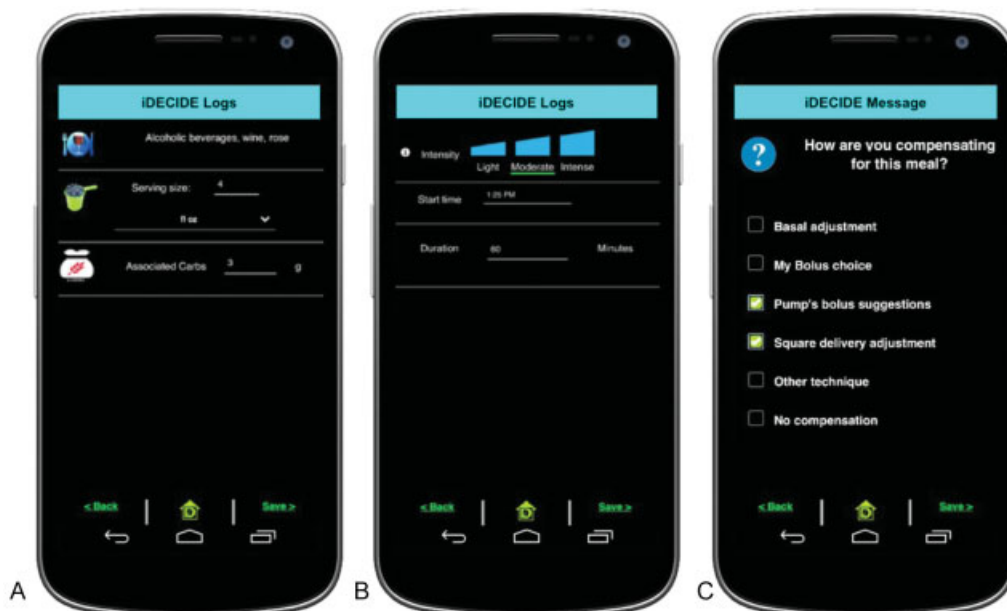 iDECIDE Logs
Alcoholic beverages, wine, rose
Serving size: 4
fl oz
Associated Carbs 3 g
< Back | | Save >
A
iDECIDE Logs
Intensity
Light Moderate Intense
Start time 1:25 PM
Duration 60 Minutes
< Back | | Save >
B
iDECIDE Message
? How are you compensating
for this meal?
Basal adjustment
My Bolus choice
Pump's bolus suggestions
Square delivery adjustment
Other technique
No compensation
< Back | | Save >
C